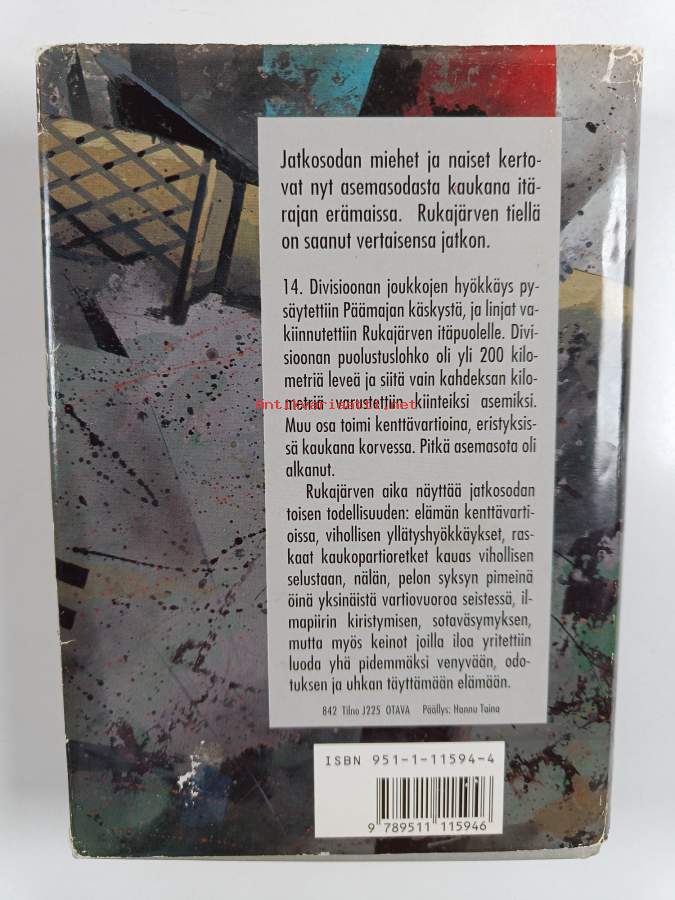 Jatkosodan miehet ja naiset kerto-
vat nyt asemasodasta kaukana itä-
rajan erämaissa. Rukajärven tiellä
on saanut vertaisensa jatkon.
14. Divisioonan joukkojen hyökkäys py-
säytettiin Päämajan käskystä, ja linjat va-
kiinnutettiin Rukajärven itäpuolelle. Divi-
sioonan puolustuslohko oli yli 200 kilo-
metriä leveä ja siitä vain kahdeksan kilo-
metriä varustettiin kiinteiksi asemiksi.
Antikvariaatti.net
Muu osa toimi kenttävartioina, eristyksis-
sä kaukana korvessa. Pitkä asemasota oli
alkanut.
Rukajärven aika näyttää jatkosodan
toisen todellisuuden: elämän kenttävarti-
oissa, vihollisen yllätyshyökkäykset, ras-
kaat kaukopartioretket kauas vihollisen
selustaan, nälän, pelon syksyn pimeinä
öinä yksinäistä vartiovuoroa seistessä, il-
mapiirin kiristymisen, sotaväsymyksen,
mutta myös keinot joilla iloa yritettiin
luoda yhä pidemmäksi venyvään, odo-
tuksen ja uhkan täyttämään elämään.
842 Tilno J225 OTAVA Päällys: Hannu Taina
ISBN 951-1-11594-4
9 789511 115946